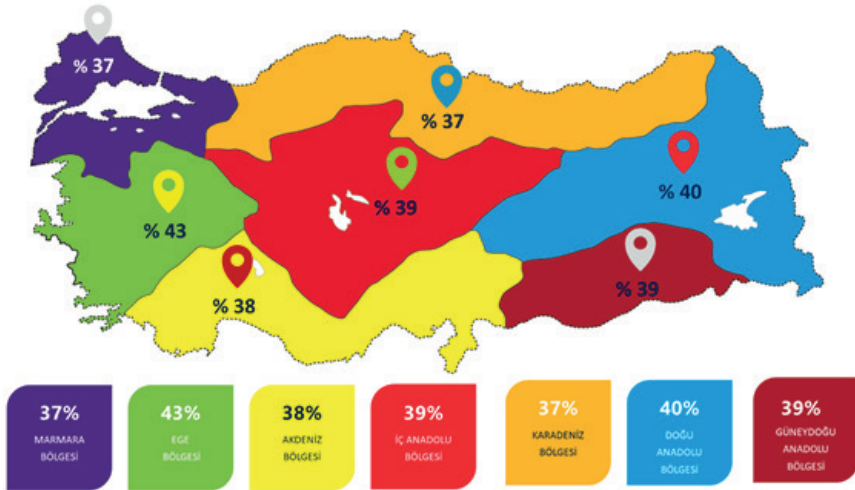 % 37
% 37
% 40
% 39
% 43
% 39
% 38
37%
MARMARA
BÖLGESİ
43%
EGE
BÖLGESİ
38%
AKDENİZ
BÖLGESİ
39%
İÇ ANADOLU
BÖLGESİ
37%
KARADENİZ
BÖLGESİ
40%
DOĞU
ANADOLU
BÖLGESİ
39%
GÜNEYDOĞU
ANADOLU
BÖLGESİ